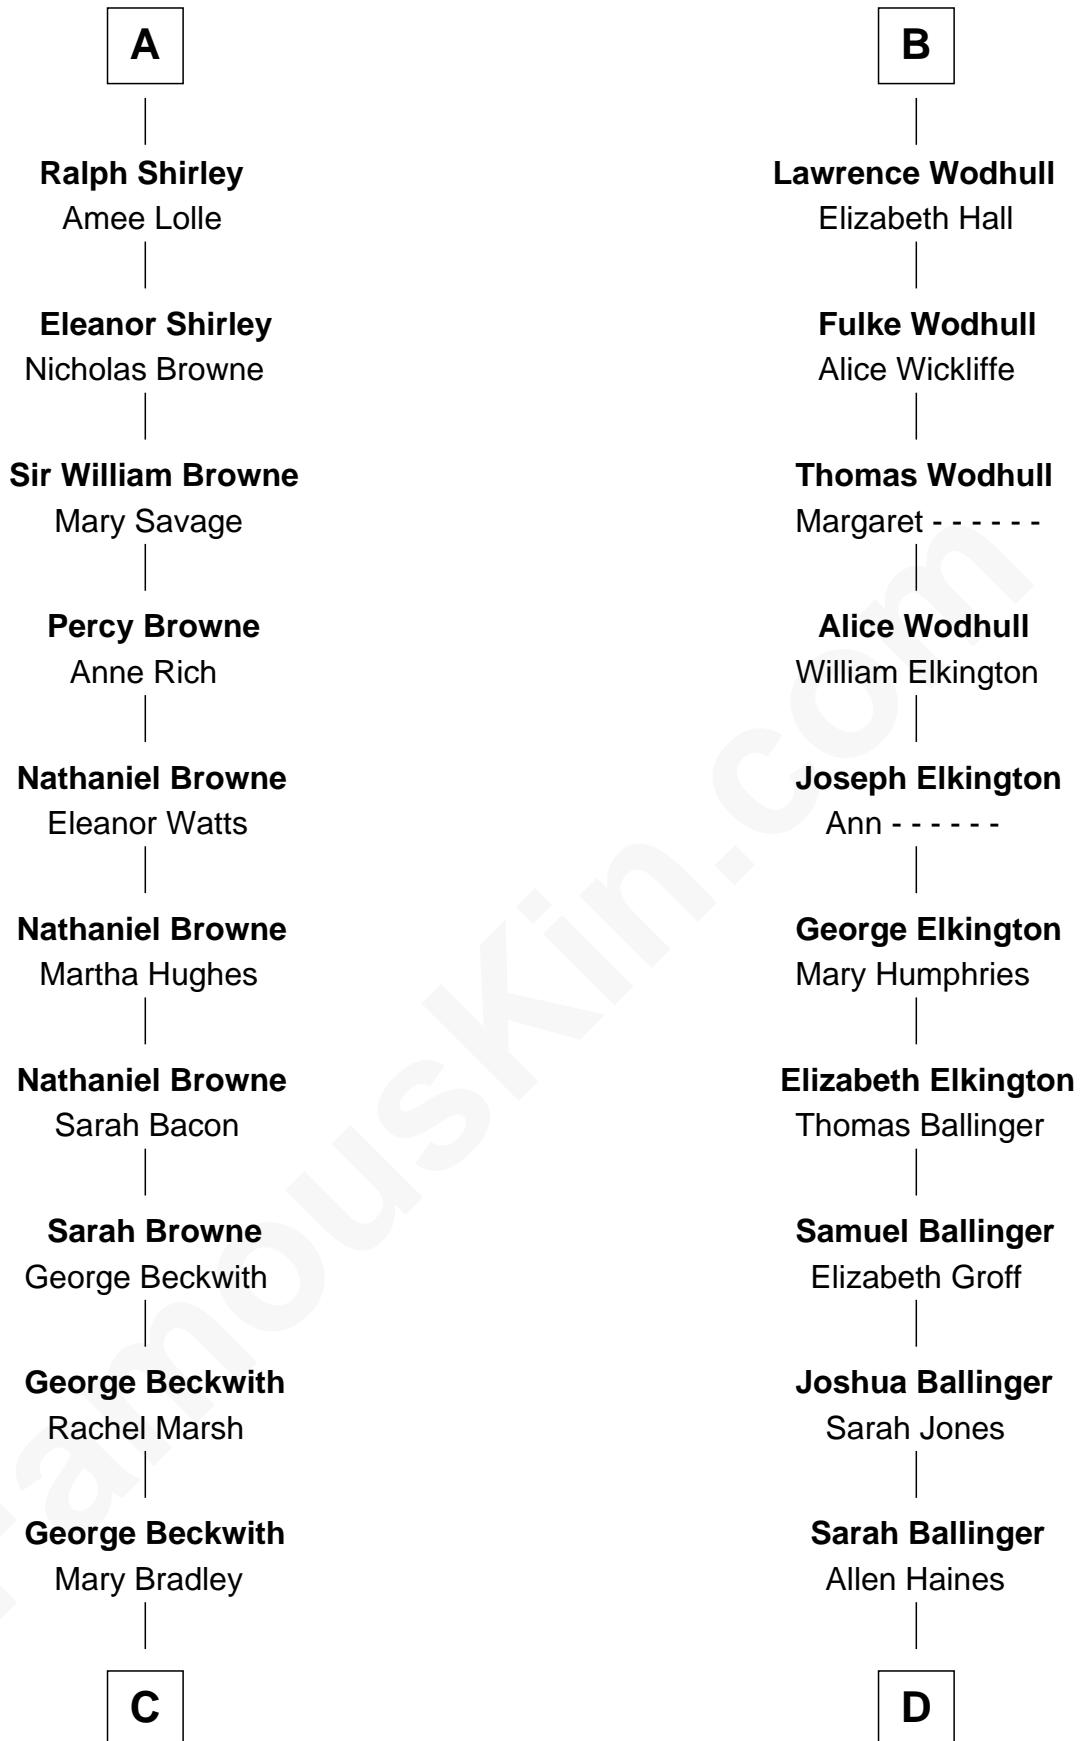 A
Ralph Shirley
Amee Lolle
Eleanor Shirley
Nicholas Browne
Sir William Browne
Mary Savage
Percy Browne
Anne Rich
Nathaniel Browne
Eleanor Watts
Nathaniel Browne
Martha Hughes
Nathaniel Browne
Sarah Bacon
Sarah Browne
George Beckwith
George Beckwith
Rachel Marsh
George Beckwith
Mary Bradley
C
B
Lawrence Wodhull
Elizabeth Hall
Fulke Wodhull
Alice Wickliffe
Thomas Wodhull
Margaret - - - - - -
Alice Wodhull
William Elkington
Joseph Elkington
Ann - - - - - -
George Elkington
Mary Humphries
Elizabeth Elkington
Thomas Ballinger
Samuel Ballinger
Elizabeth Groff
Joshua Ballinger
Sarah Jones
Sarah Ballinger
Allen Haines
D
FamousKin.com